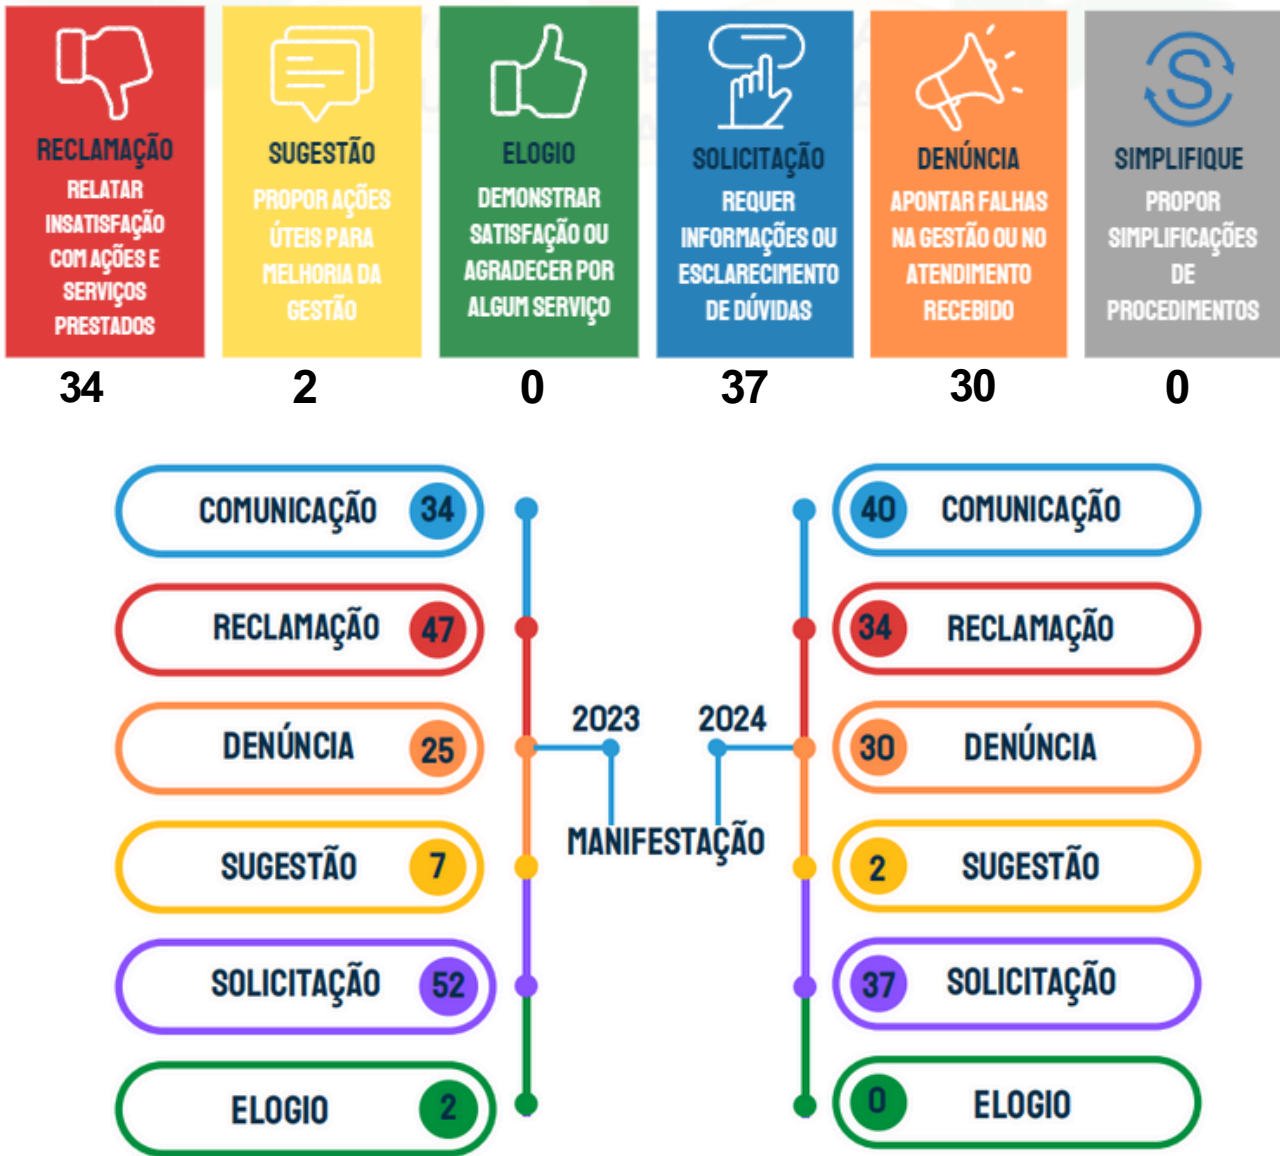 RECLAMAÇÃO
RELATAR
INSATISFAÇÃO
COM AÇÕES E
SERVIÇOS
PRESTADOS
34
SUGESTÃO
PROPOR AÇÕES
ÚTEIS PARA
MELHORIA DA
GESTÃO
2
ELOGIO
DEMONSTRAR
SATISFAÇÃO OU
AGRADECER POR
ALGUM SERVIÇO
0
SOLICITAÇÃO
REQUER
INFORMAÇÕES OU
ESCLARECIMENTO
DE DÚVIDAS
37
DENÚNCIA
APONTAR FALHAS
NA GESTÃO OU NO
ATENDIMENTO
RECEBIDO
30
S
SIMPLIFIQUE
PROPOR
SIMPLIFICAÇÕES
DE
PROCEDIMENTOS
0
COMUNICAÇÃO 34
RECLAMAÇÃO 47
DENÚNCIA 25
SUGESTÃO 7
SOLICITAÇÃO 52
ELOGIO 2
2023 2024
MANIFESTAÇÃO
40 COMUNICAÇÃO
34 RECLAMAÇÃO
30 DENÚNCIA
2 SUGESTÃO
37 SOLICITAÇÃO
0 ELOGIO